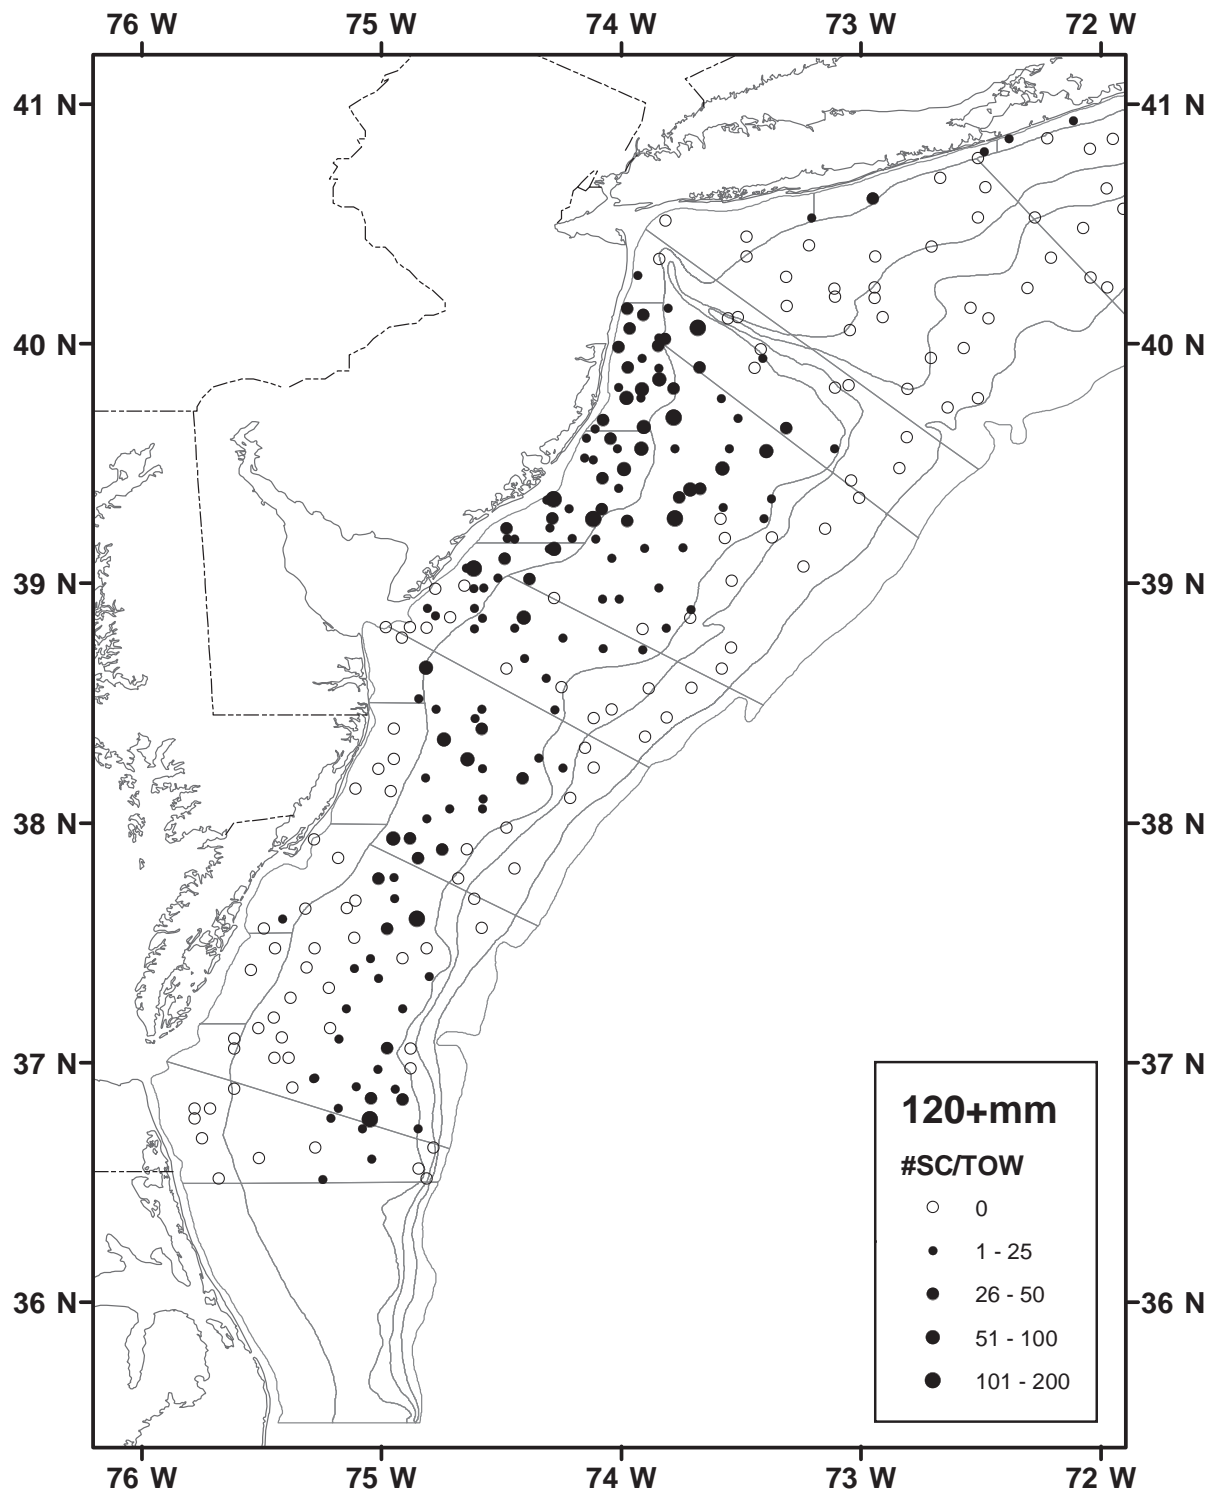 76 W 75 W 74 W 73 W 72 W
41 N 41 N
40 N 40 N
39 N 39 N
38 N 38 N
37 N 37 N
120+mm
#SC/TOW
0
1 - 25
26 - 50
51 - 100
101 - 200
36 N 36 N
76 W 75 W 74 W 73 W 72 W